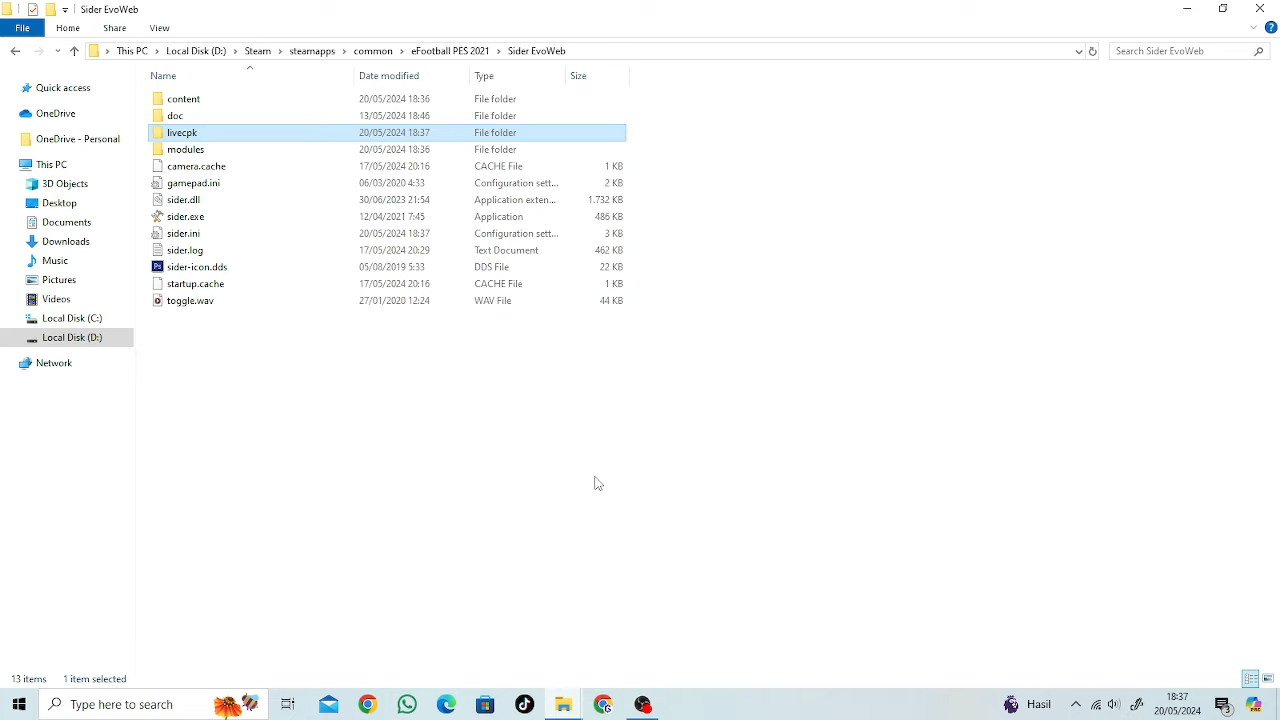 Sider EvoWeb
File Home Share View
This PC Local Disk (D:) Steam steamapps common eFootball PES 2021 Sider EvoWeb Search Sider EvoWeb
Name Date modified Type Size
Quick access
OneDrive
OneDrive - Personal
This PC
3D Objects
Desktop
Documents
Downloads
Music
Pictures
Videos
Local Disk (C:)
Local Disk (D:)
Network
content 20/05/2024 18:36 File folder
doc 13/05/2024 18:46 File folder
livecpk 20/05/2024 18:37 File folder
modules 20/05/2024 18:36 File folder
camera.cache 17/05/2024 20:16 CACHE File 1 KB
gamepad.ini 06/03/2020 4:33 Configuration sett... 2 KB
sider.dll 30/06/2023 21:54 Application exten... 1.732 KB
sider.exe 12/04/2021 7:45 Application 486 KB
sider.ini 20/05/2024 18:37 Configuration sett... 3 KB
sider.log 17/05/2024 20:29 Text Document 462 KB
sider-icon.dds 05/08/2019 5:33 DDS File 22 KB
startup.cache 17/05/2024 20:16 CACHE File 1 KB
toggle.wav 27/01/2020 12:24 WAV File 44 KB
13 items 1 item selected
Type here to search
Hasil
18:37
20/05/2024
3